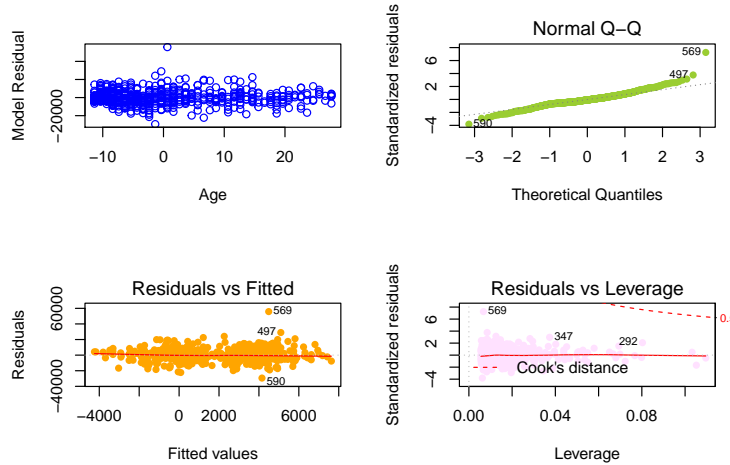 Model Residual
−20000
−10 0 10 20
Age
Normal Q−Q
Standardized residuals
−4 2 6
569
497
590
−3 −2 −1 0 1 2 3
Theoretical Quantiles
Residuals vs Fitted
Residuals
−40000 60000
569
497
590
−4000 0 2000 6000
Fitted values
Residuals vs Leverage
Standardized residuals
−4 2 6
569
347
292
0.
Cook's distance
0.00 0.04 0.08
Leverage